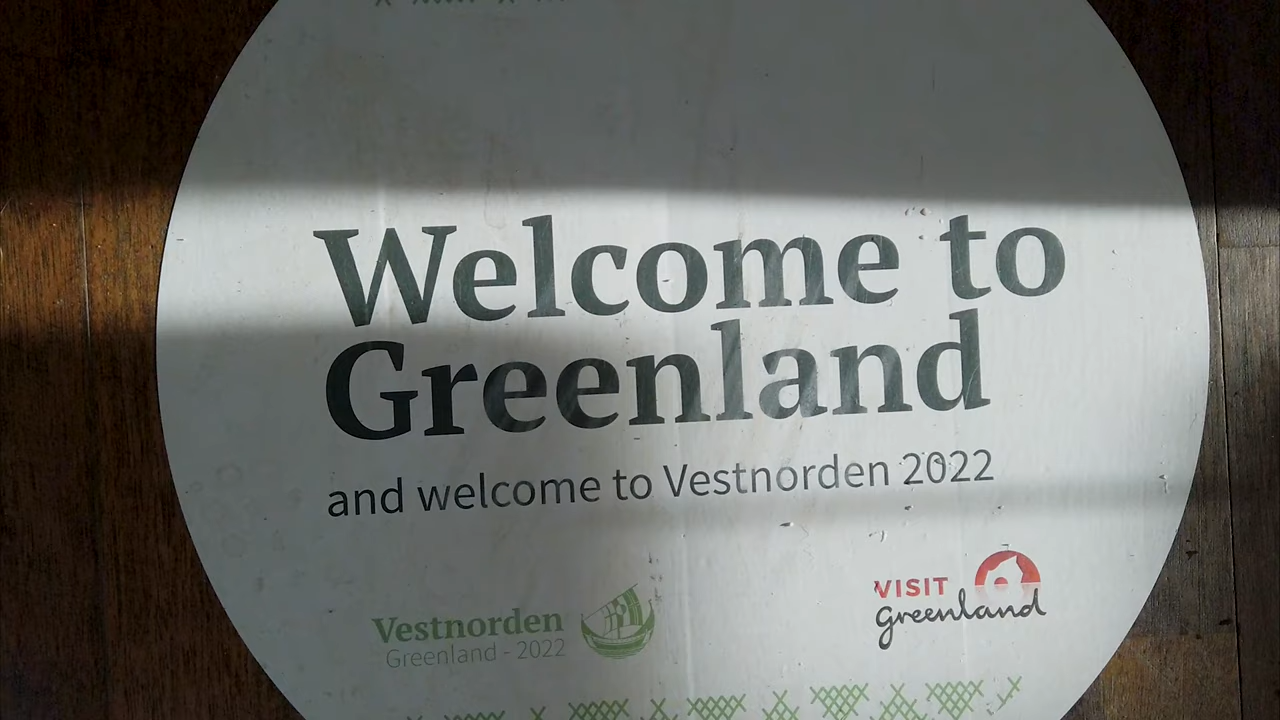 Welcome to
Greenland
and welcome to Vestnorden 2022
Vestnorden
Greenland - 2022
VISIT
greenland